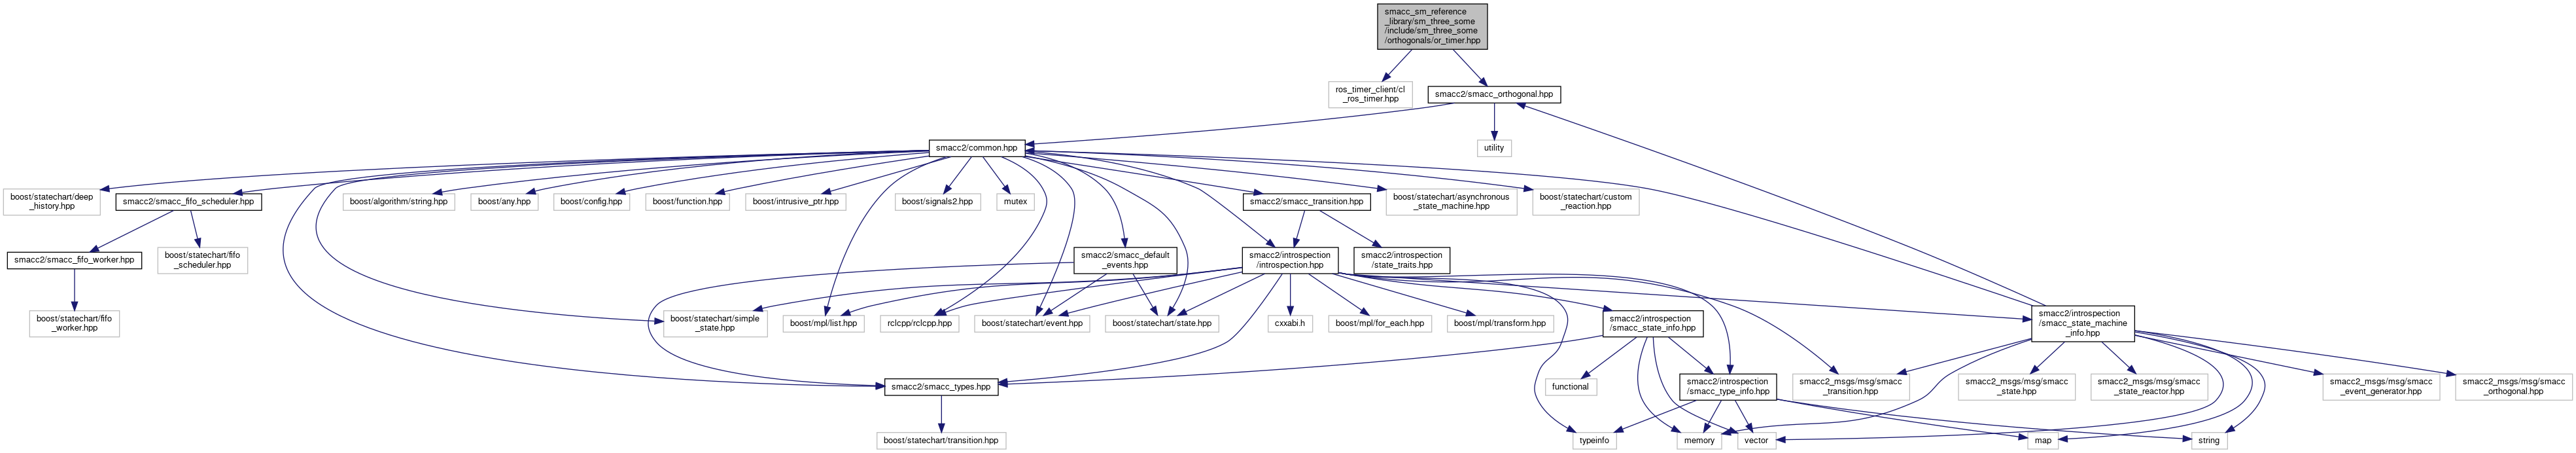 smacc_sm_reference
_library/sm_three_some
/include/sm_three_some
/orthogonals/or_timer.hpp
ros_timer_client/cl
_ros_timer.hpp
smacc2/smacc_orthogonal.hpp
smacc2/common.hpp
utility
boost/statechart/deep
_history.hpp
smacc2/smacc_fifo_scheduler.hpp
boost/algorithm/string.hpp
boost/any.hpp
boost/config.hpp
boost/function.hpp
boost/intrusive_ptr.hpp
boost/signals2.hpp
mutex
smacc2/smacc_transition.hpp
boost/statechart/asynchronous
_state_machine.hpp
boost/statechart/custom
_reaction.hpp
smacc2/smacc_fifo_worker.hpp
boost/statechart/fifo
_scheduler.hpp
smacc2/smacc_default
_events.hpp
smacc2/introspection
/introspection.hpp
smacc2/introspection
/state_traits.hpp
boost/statechart/fifo
_worker.hpp
boost/statechart/simple
_state.hpp
boost/mpl/list.hpp
rclcpp/rclcpp.hpp
boost/statechart/event.hpp
boost/statechart/state.hpp
cxxabi.h
boost/mpl/for_each.hpp
boost/mpl/transform.hpp
smacc2/introspection
/smacc_state_info.hpp
smacc2/introspection
/smacc_state_machine
_info.hpp
smacc2/smacc_types.hpp
functional
smacc2/introspection
/smacc_type_info.hpp
smacc2_msgs/msg/smacc
_transition.hpp
smacc2_msgs/msg/smacc
_state.hpp
smacc2_msgs/msg/smacc
_state_reactor.hpp
smacc2_msgs/msg/smacc
_event_generator.hpp
smacc2_msgs/msg/smacc
_orthogonal.hpp
boost/statechart/transition.hpp
typeinfo
memory
vector
map
string